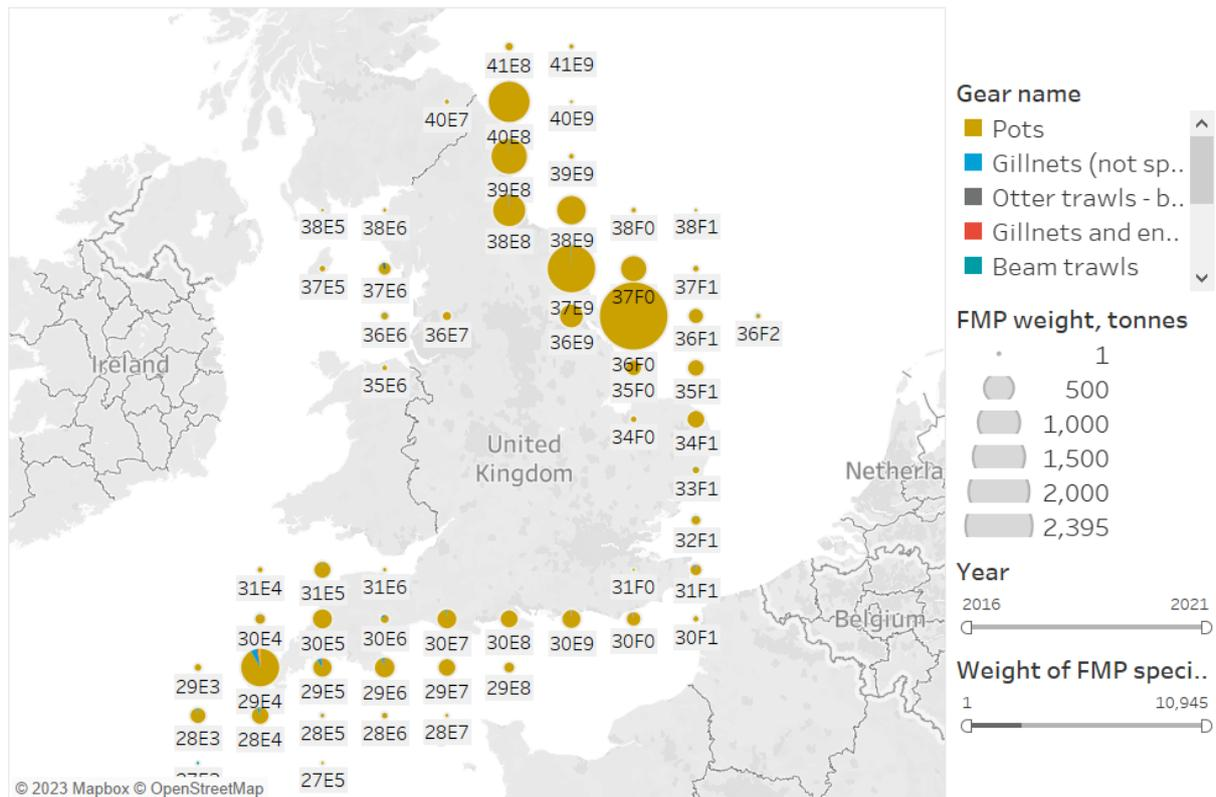 41E8 41E9
40E7 40E8 40E9
39E8 39E9
38E5 38E6 38E8 38E9 38F0 38F1
37E5 37E6 37E9 37F0 37F1
36E6 36E7 36E9 36F0 36F1 36F2
35E6 35F0 35F1
34F0 34F1
33F1
32F1
31E4 31E5 31E6 31F0 31F1
30E4 30E5 30E6 30E7 30E8 30E9 30F0 30F1
29E3 29E4 29E5 29E6 29E7 29E8
28E3 28E4 28E5 28E6 28E7
27E5
Ireland
United
Kingdom
Netherla
Belgium
© 2023 Mapbox © OpenStreetMap
Gear name
Pots
Gillnets (not sp..
Otter trawls - b..
Gillnets and en..
Beam trawls
FMP weight, tonnes
1
500
1,000
1,500
2,000
2,395
Year
2016 2021
Weight of FMP speci..
1 10,945